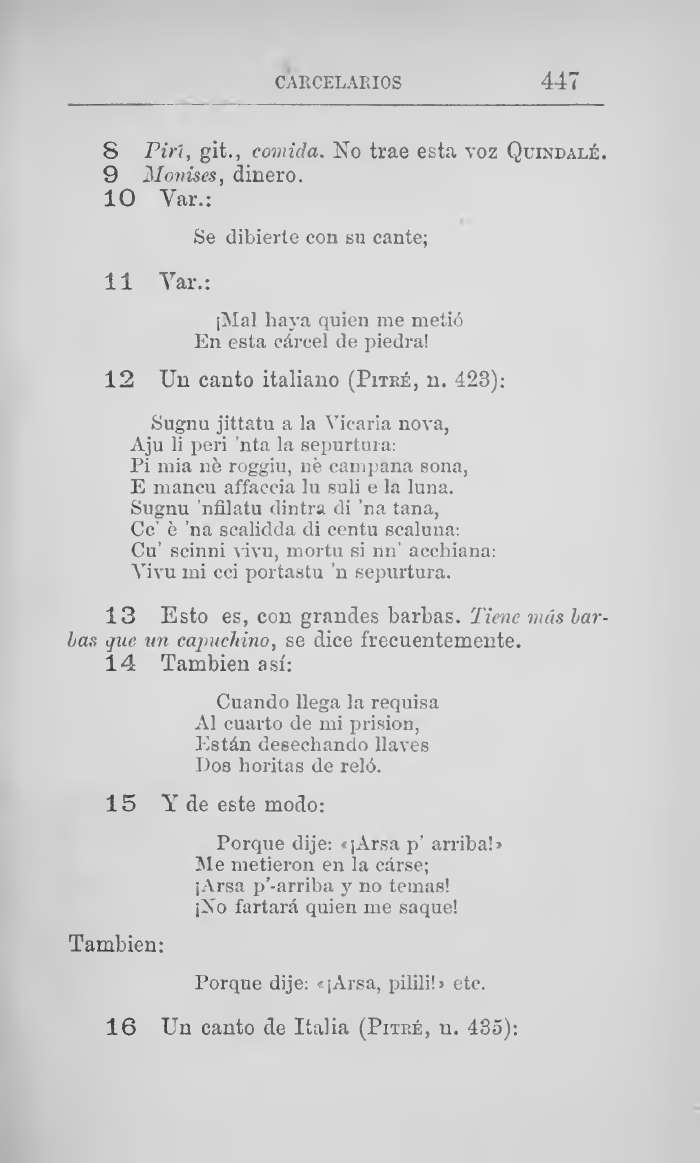 CARCELARIOS 447
8 Pirí, git., comida. No trae esta voz QUINDALÉ.
9 Monises, dinero.
10 Var.:
Se dibierte con su cante;
11 Var.:
¡Mal haya quien me metió
En esta cárcel de piedra!
12 Un canto italiano (PITRÉ, n. 423):
Sugnu jittatu a la Vicaria nova,
Aju li peri 'nta la sepurtura:
Pi mia nè roggiu, nè campana sona,
E mancu affaccia lu suli e la luna.
Sugnu 'nfilatu dintra di 'na tana,
Cc' è 'na scalidda di centu scaluna:
Cu' scinni vivu, mortu si nn' acchiana:
Vivu mi cci portastu 'n sepurtura.
13 Esto es, con grandes barbas. Tiene más bar-
bas que un capuchino, se dice frecuentemente.
14 Tambien así:
Cuando llega la requisa
Al cuarto de mi prision,
Están desechando llaves
Dos horitas de reló.
15 Y de este modo:
Porque dije: «¡Arsa p' arriba!»
Me metieron en la cárse;
¡Arsa p'-arriba y no temas!
¡No fartará quien me saque!
Tambien:
Porque dije: «¡Arsa, pilili!» etc.
16 Un canto de Italia (PITRÉ, n. 435):